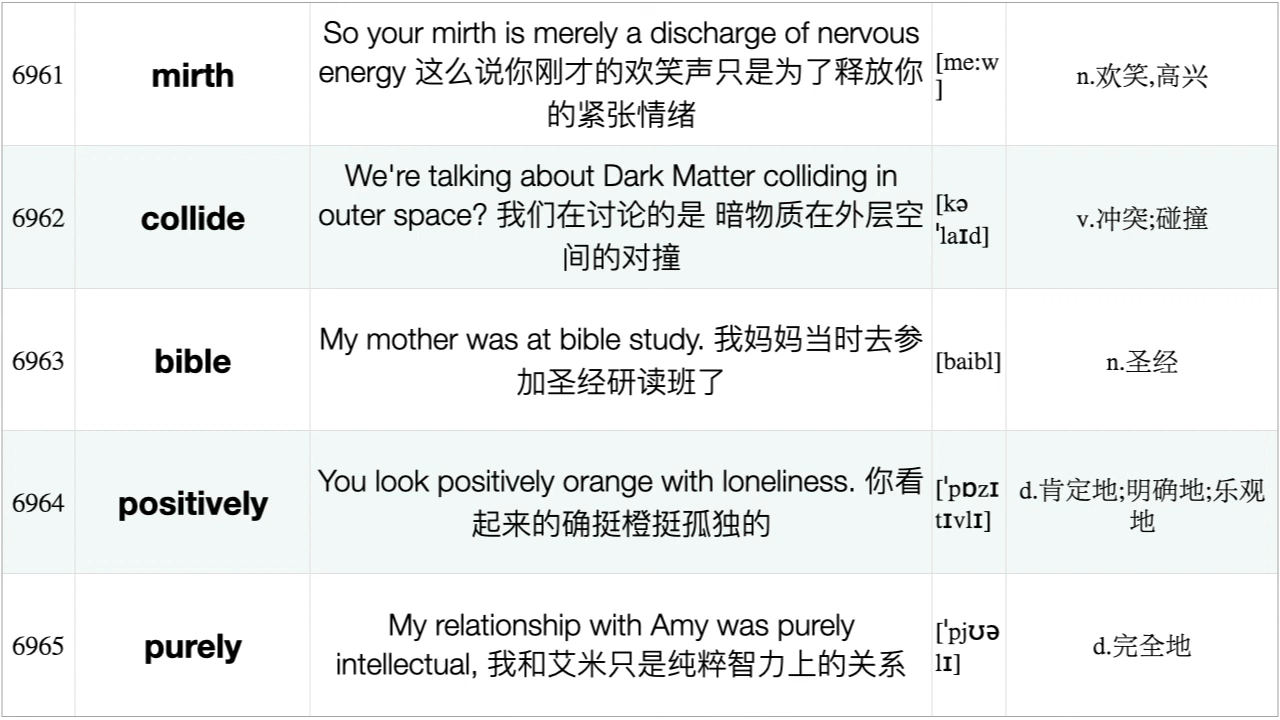 6961
mirth
So your mirth is merely a discharge of nervous
energy 这么说你刚才的欢笑声只是为了释放你
的紧张情绪
[me:w
]
n.欢笑,高兴
6962
collide
We're talking about Dark Matter colliding in
outer space? 我们在讨论的是 暗物质在外层空
间的对撞
[kə
ˈlaɪd]
v.冲突;碰撞
6963
bible
My mother was at bible study. 我妈妈当时去参
加圣经研读班了
[baibl]
n.圣经
6964
positively
You look positively orange with loneliness. 你看
起来的确挺橙挺孤独的
[ˈpɒzɪ
tɪvlɪ]
d.肯定地;明确地;乐观
地
6965
purely
My relationship with Amy was purely
intellectual, 我和艾米只是纯粹智力上的关系
[ˈpjʊə
lɪ]
d.完全地